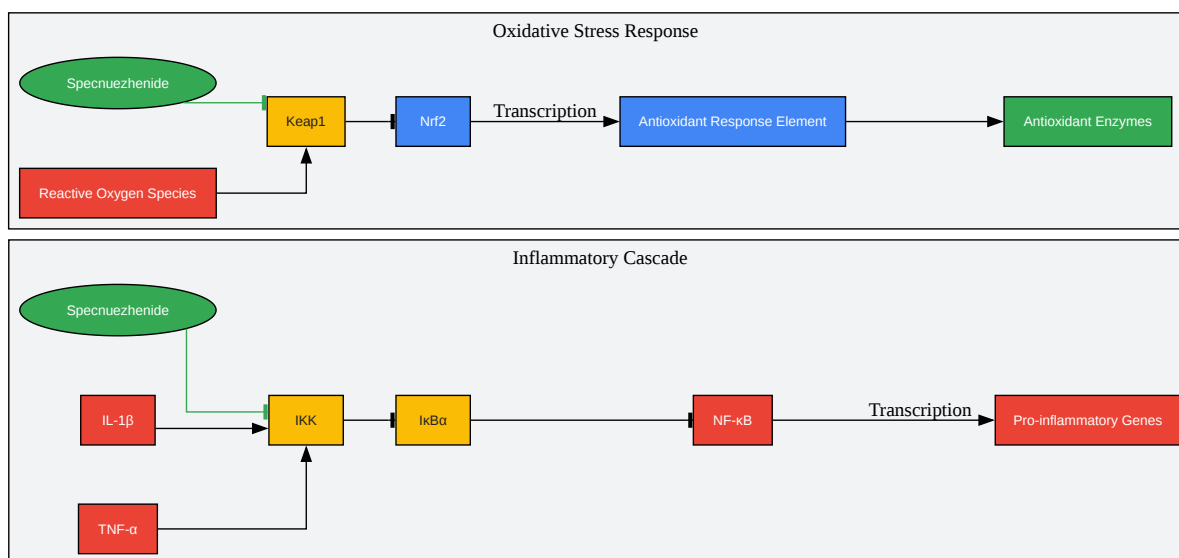 Oxidative Stress Response
Specnuezhenide
Keap1
Nrf2
Transcription
Antioxidant Response Element
Antioxidant Enzymes
Reactive Oxygen Species
Inflammatory Cascade
Specnuezhenide
IL-1β
IKK
IκBα
NF-κB
Transcription
Pro-inflammatory Genes
TNF-α